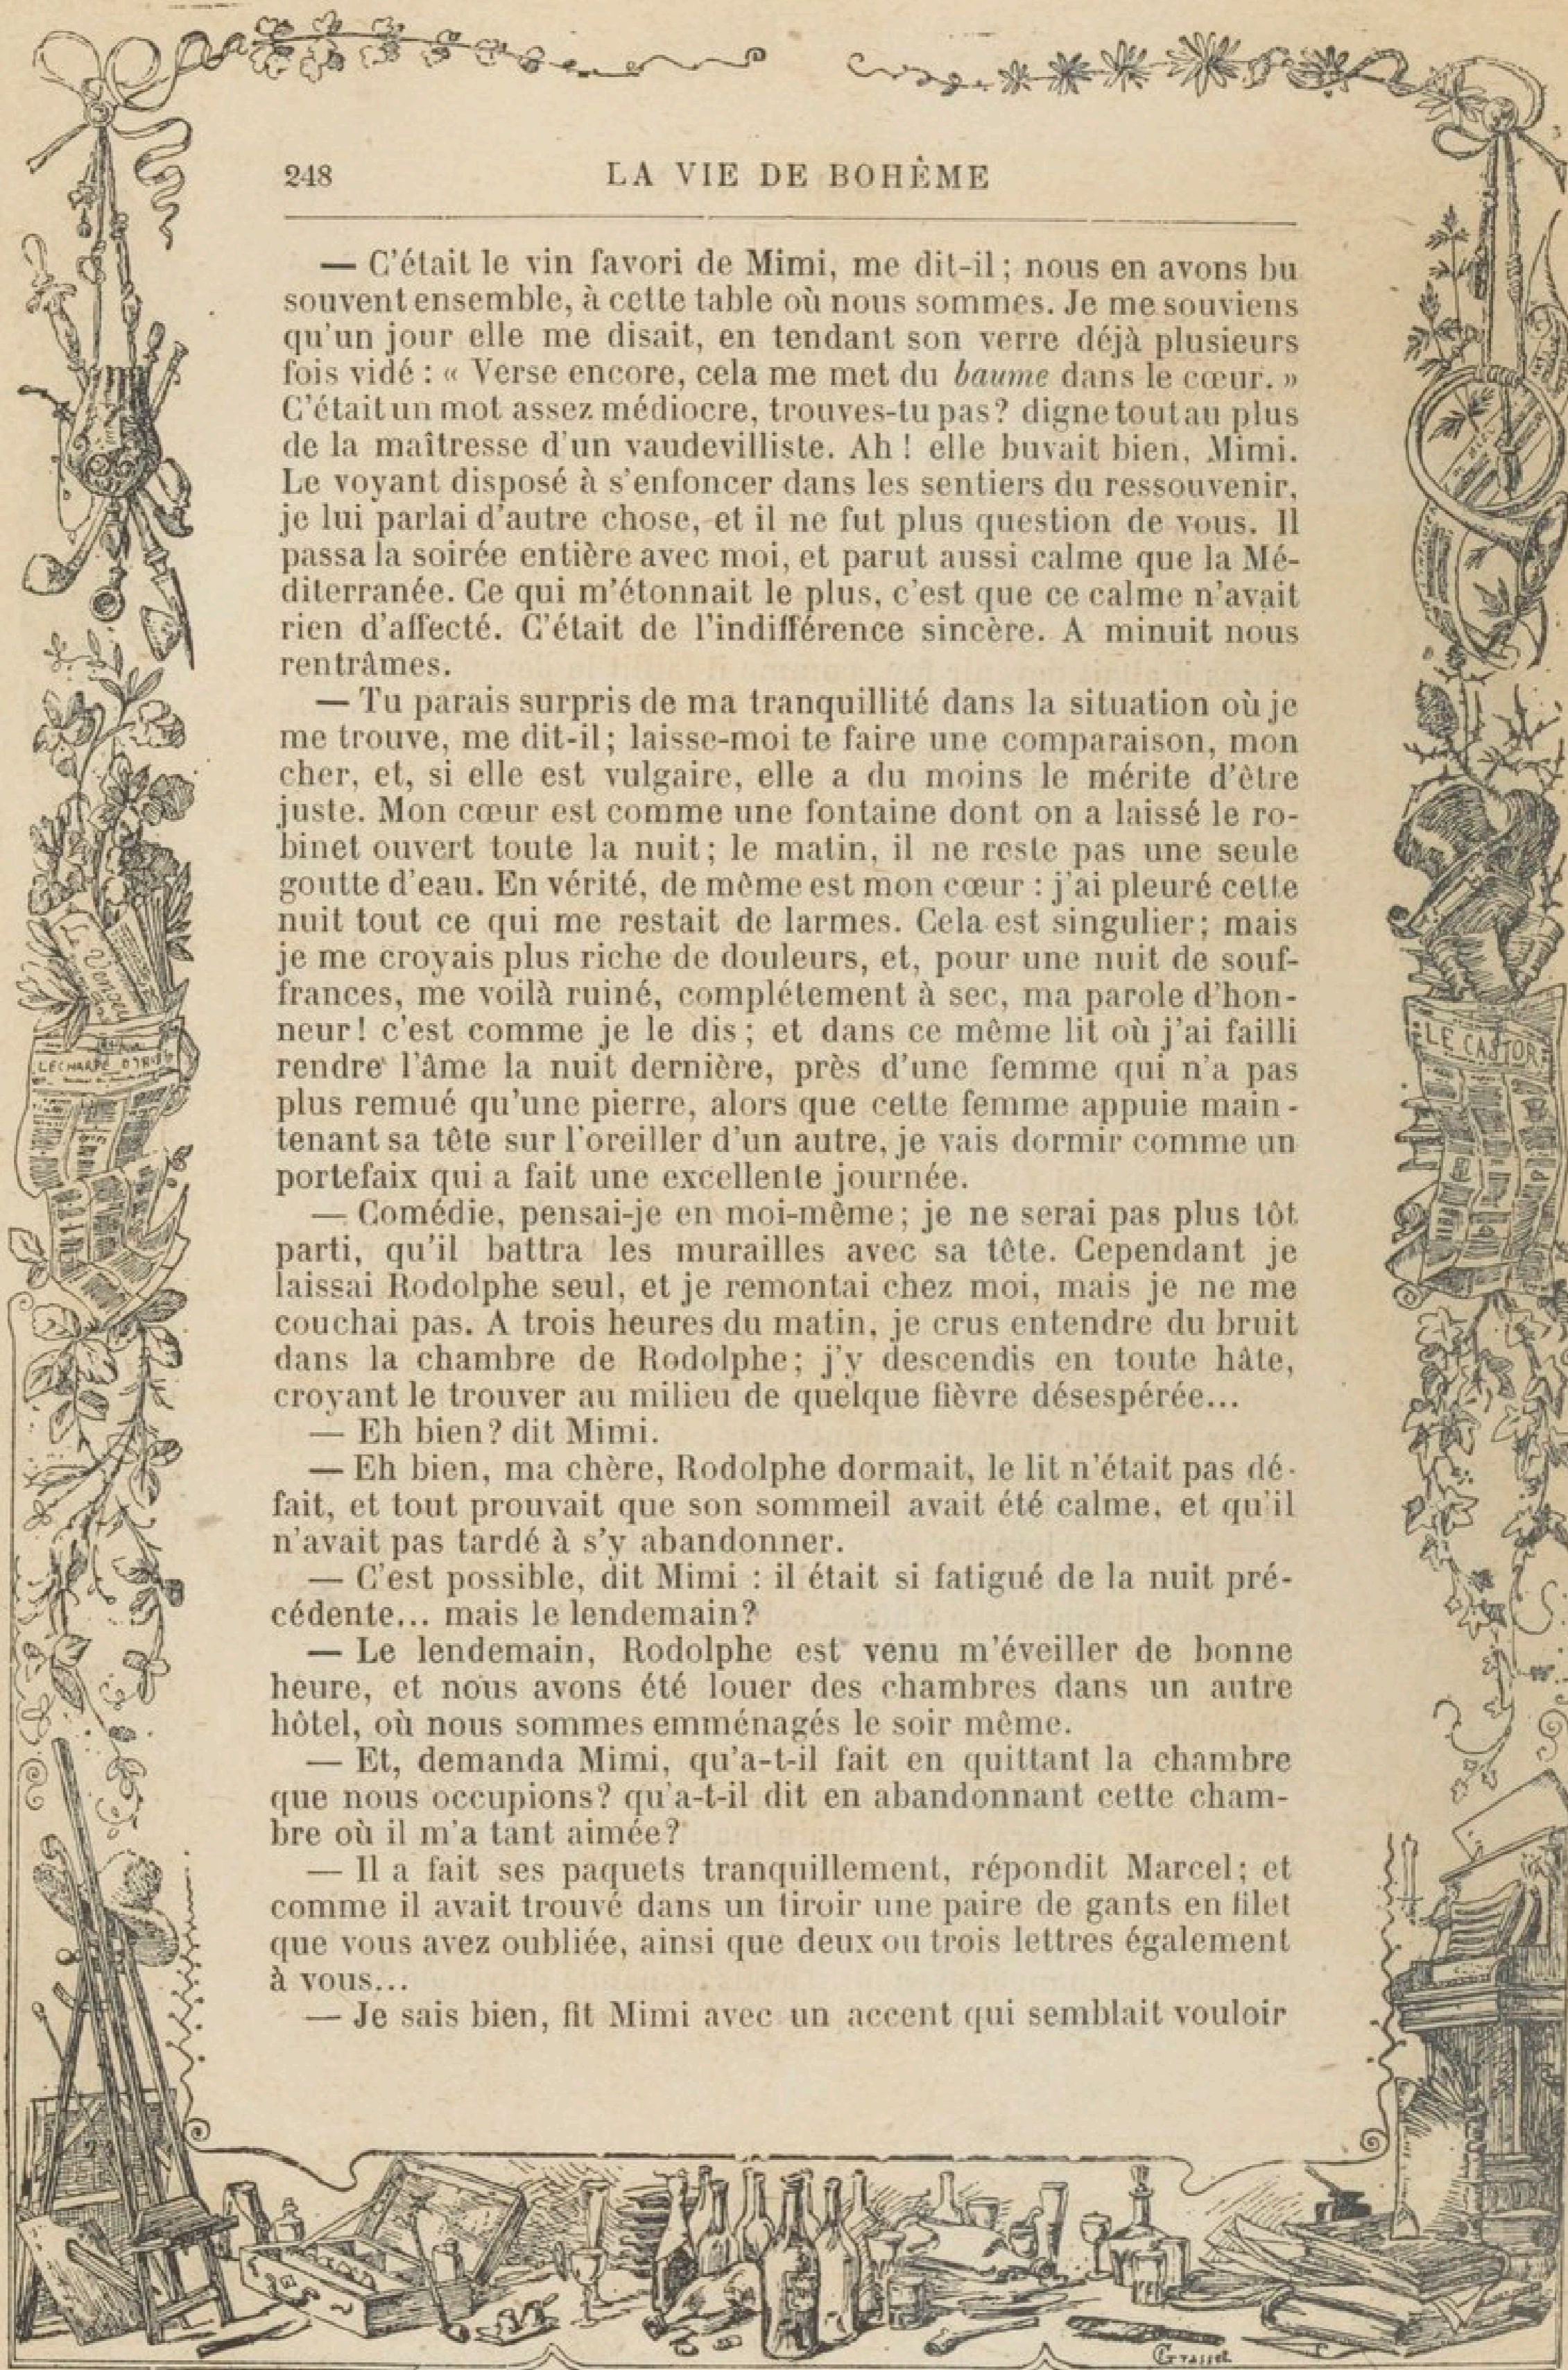 248
LA VIE DE BOHÊME
— C'était le vin favori de Mimi, me dit-il; nous en avons bu
souvent ensemble, à cette table où nous sommes. Je me souviens
qu'un jour elle me disait, en tendant son verre déjà plusieurs
fois vidé : « Verse encore, cela me met du baume dans le cœur. »
C'était un mot assez médiocre, trouves-tu pas? digne tout au plus
de la maîtresse d'un vaudevilliste. Ah ! elle buvait bien, Mimi.
Le voyant disposé à s'enfoncer dans les sentiers du ressouvenir,
je lui parlai d'autre chose, et il ne fut plus question de vous. Il
passa la soirée entière avec moi, et parut aussi calme que la Mé-
diterranée. Ce qui m'étonnait le plus, c'est que ce calme n'avait
rien d'affecté. C'était de l'indifférence sincère. A minuit nous
rentrâmes.
— Tu parais surpris de ma tranquillité dans la situation où je
me trouve, me dit-il; laisse-moi te faire une comparaison, mon
cher, et, si elle est vulgaire, elle a du moins le mérite d'être
juste. Mon cœur est comme une fontaine dont on a laissé le ro-
binet ouvert toute la nuit; le matin, il ne reste pas une seule
goutte d'eau. En vérité, de même est mon cœur : j'ai pleuré cette
nuit tout ce qui me restait de larmes. Cela est singulier; mais
je me croyais plus riche de douleurs, et, pour une nuit de souf-
frances, me voilà ruiné, complétement à sec, ma parole d'hon-
neur! c'est comme je le dis; et dans ce même lit où j'ai failli
rendre l'âme la nuit dernière, près d'une femme qui n'a pas
plus remué qu'une pierre, alors que cette femme appuie main-
tenant sa tête sur l'oreiller d'un autre, je vais dormir comme un
portefaix qui a fait une excellente journée.
— Comédie, pensai-je en moi-même; je ne serai pas plus tôt
parti, qu'il battra les murailles avec sa tête. Cependant je
laissai Rodolphe seul, et je remontai chez moi, mais je ne me
couchai pas. A trois heures du matin, je crus entendre du bruit
dans la chambre de Rodolphe; j'y descendis en toute hâte,
croyant le trouver au milieu de quelque fièvre désespérée...
— Eh bien? dit Mimi.
— Eh bien, ma chère, Rodolphe dormait, le lit n'était pas dé-
fait, et tout prouvait que son sommeil avait été calme, et qu'il
n'avait pas tardé à s'y abandonner.
— C'est possible, dit Mimi : il était si fatigué de la nuit pré-
cédente... mais le lendemain?
— Le lendemain, Rodolphe est venu m'éveiller de bonne
heure, et nous avons été louer des chambres dans un autre
hôtel, où nous sommes emménagés le soir même.
— Et, demanda Mimi, qu'a-t-il fait en quittant la chambre
que nous occupions? qu'a-t-il dit en abandonnant cette cham-
bre où il m'a tant aimée?
— Il a fait ses paquets tranquillement, répondit Marcel; et
comme il avait trouvé dans un tiroir une paire de gants en filet
que vous avez oubliée, ainsi que deux ou trois lettres également
à vous...
— Je sais bien, fit Mimi avec un accent qui semblait vouloir
LECHARPE D'IRIS
LE CASTOR
Grasset